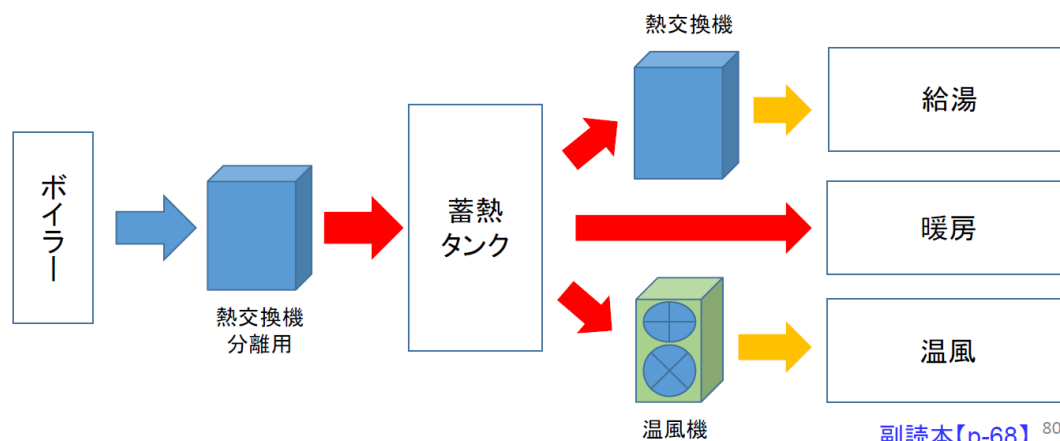 熱交換機
給湯
ボイラー
蓄熱
タンク
暖房
熱交換機
分離用
温風
温風機
副読本【p-68】
80